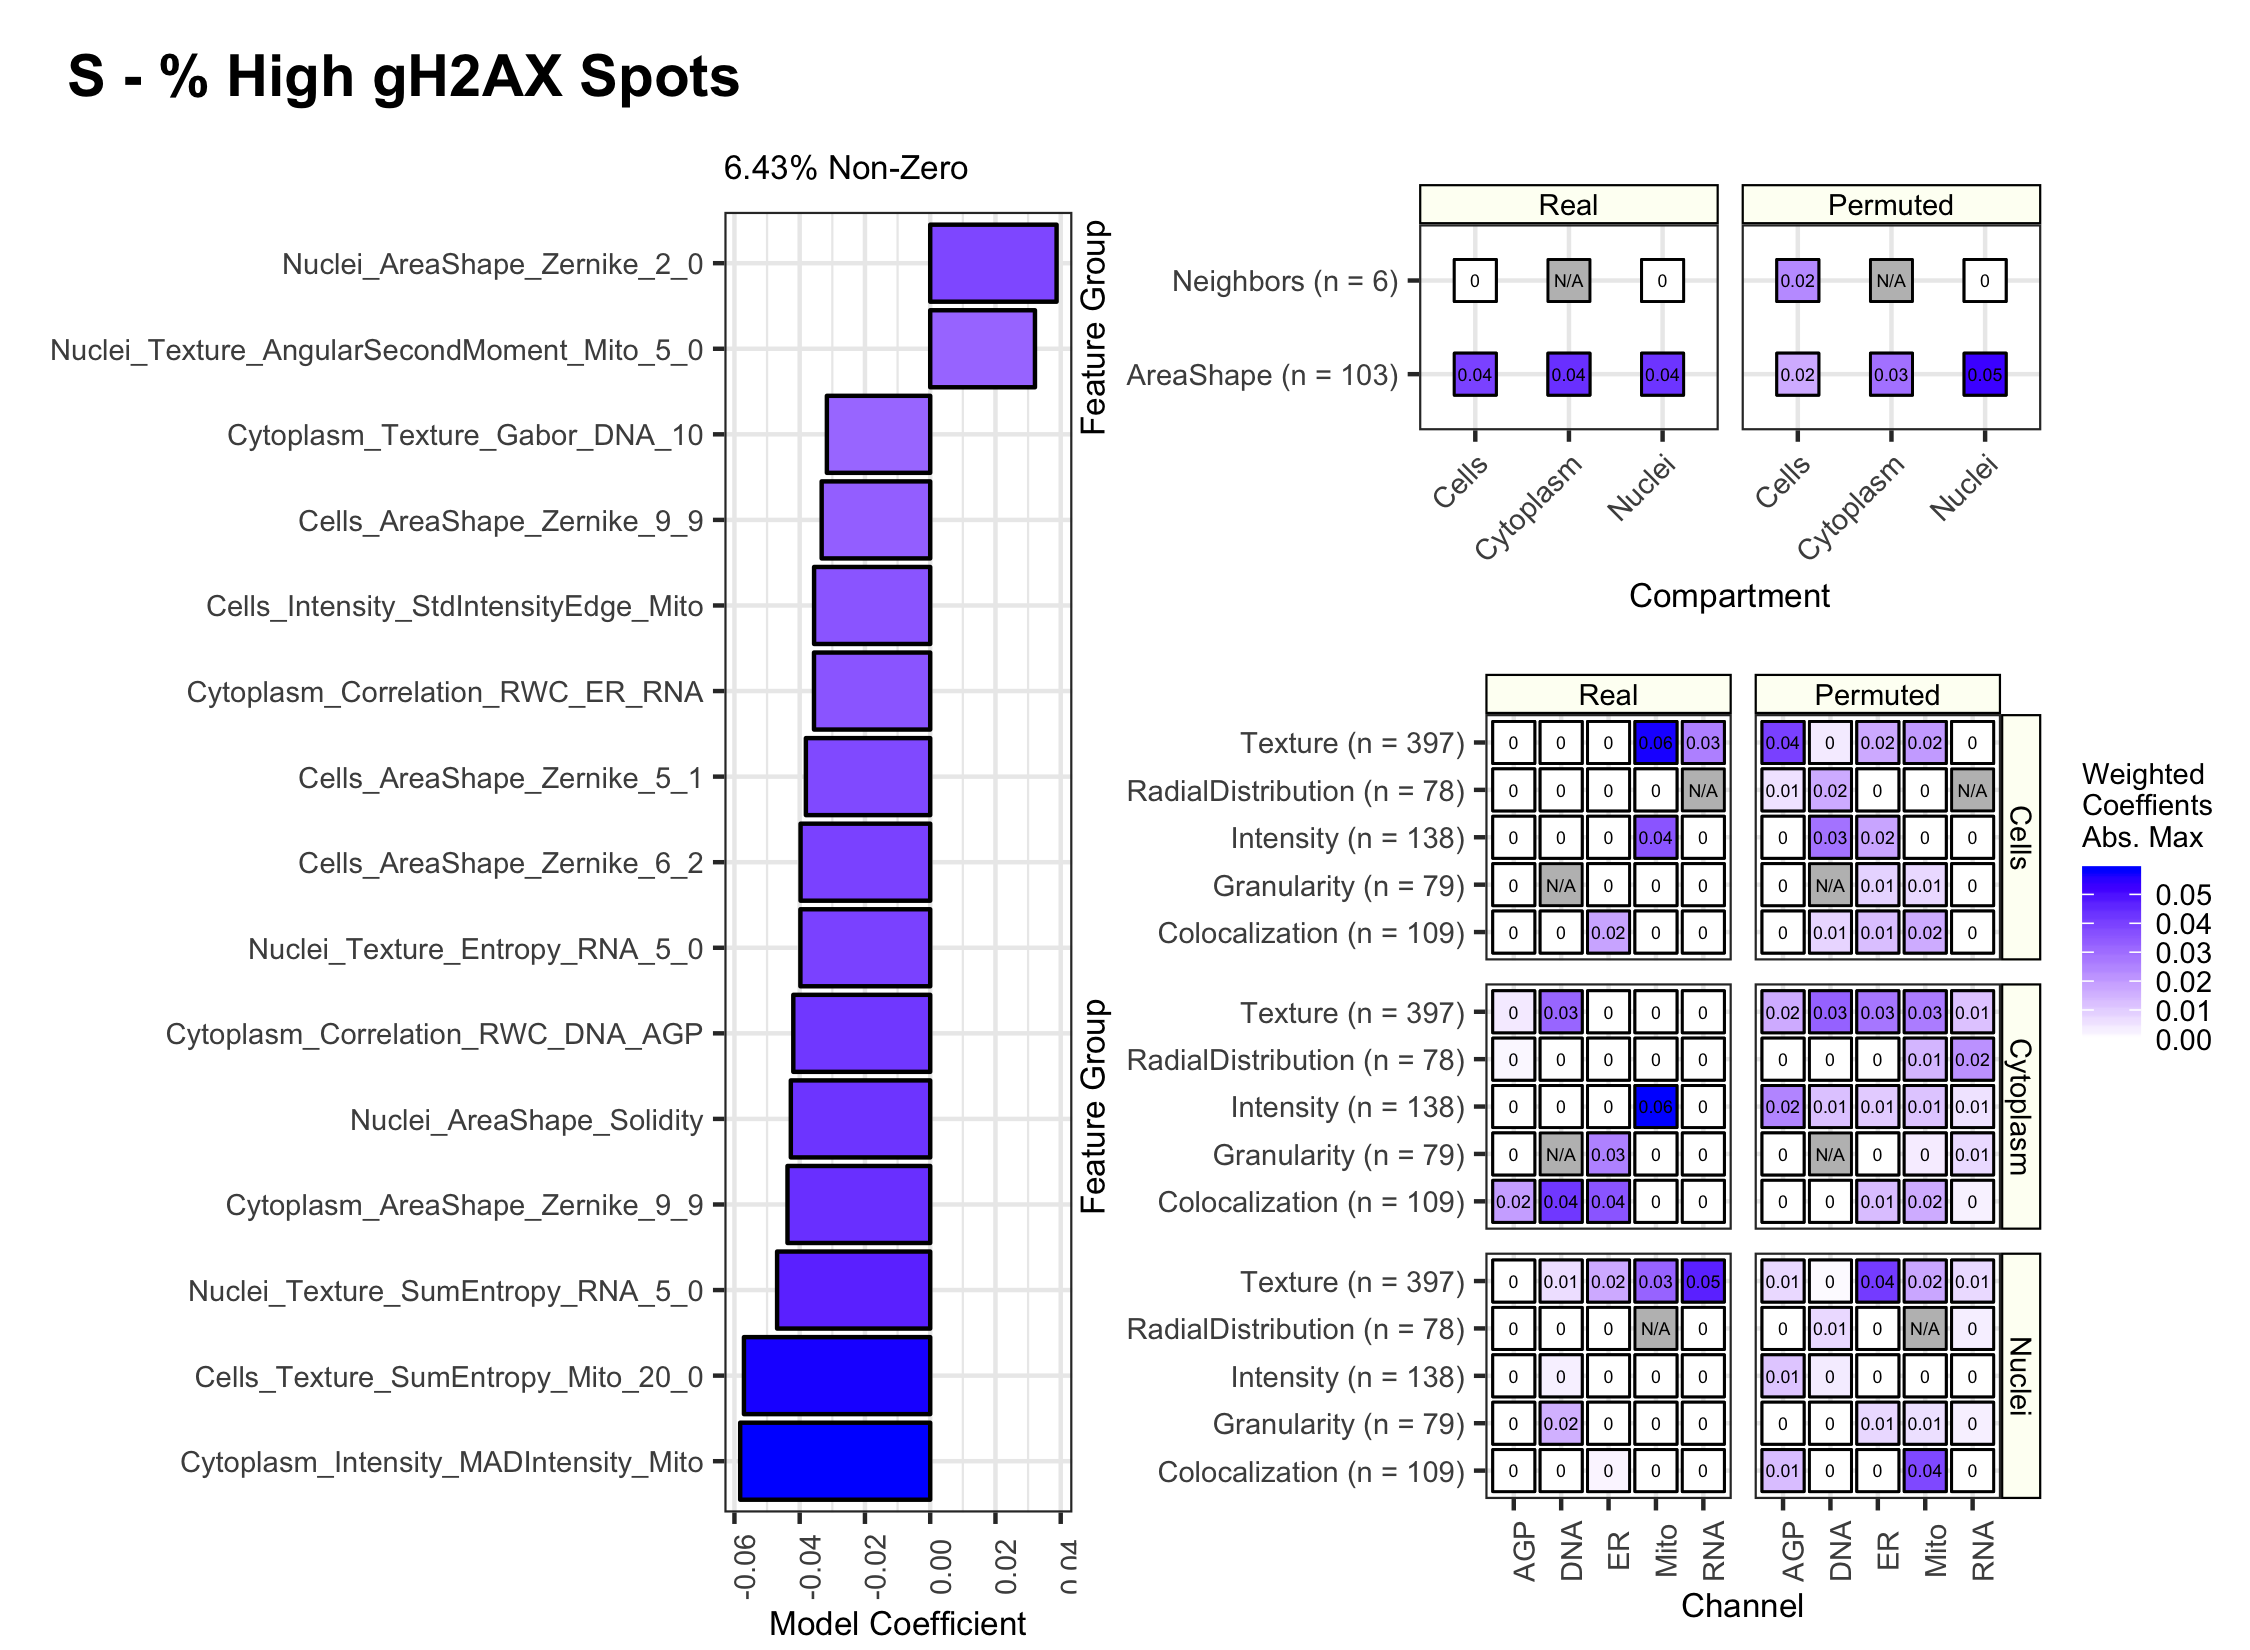 S - % High gH2AX Spots
6.43% Non-Zero
Nuclei_AreaShape_Zernike_2_0
Nuclei_Texture_AngularSecondMoment_Mito_5_0
Cytoplasm_Texture_Gabor_DNA_10
Cells_AreaShape_Zernike_9_9
Cells_Intensity_StdIntensityEdge_Mito
Cytoplasm_Correlation_RWC_ER_RNA
Cells_AreaShape_Zernike_5_1
Cells_AreaShape_Zernike_6_2
Nuclei_Texture_Entropy_RNA_5_0
Cytoplasm_Correlation_RWC_DNA_AGP
Nuclei_AreaShape_Solidity
Cytoplasm_AreaShape_Zernike_9_9
Nuclei_Texture_SumEntropy_RNA_5_0
Cells_Texture_SumEntropy_Mito_20_0
Cytoplasm_Intensity_MADIntensity_Mito
-0.06 -0.04 -0.02 0.00 0.02 0.04
Model Coefficient
Feature Group
Real Permuted
Neighbors (n = 6) 0 N/A 0 0.02 N/A 0
AreaShape (n = 103) 0.04 0.04 0.04 0.02 0.03 0.05
Cells Cytoplasm Nuclei Cells Cytoplasm Nuclei
Compartment
Feature Group
Real Permuted
Texture (n = 397) 0 0 0 0.06 0.03 0.04 0 0.02 0.02 0
RadialDistribution (n = 78) 0 0 0 0 N/A 0.01 0.02 0 0 N/A
Intensity (n = 138) 0 0 0 0.04 0 0 0.03 0.02 0 0
Granularity (n = 79) 0 N/A 0 0 0 0 N/A 0.01 0.01 0
Colocalization (n = 109) 0 0 0.02 0 0 0 0.01 0.01 0.02 0
Cells
Texture (n = 397) 0 0.03 0 0 0 0.02 0.03 0.03 0.03 0.01
RadialDistribution (n = 78) 0 0 0 0 0 0 0 0 0.01 0.02
Intensity (n = 138) 0 0 0 0.06 0 0.02 0.01 0.01 0.01 0.01
Granularity (n = 79) 0 N/A 0.03 0 0 0 N/A 0 0 0.01
Colocalization (n = 109) 0.02 0.04 0.04 0 0 0 0 0.01 0.02 0
Cytoplasm
Texture (n = 397) 0 0.01 0.02 0.03 0.05 0.01 0 0.04 0.02 0.01
RadialDistribution (n = 78) 0 0 0 N/A 0 0 0.01 0 N/A 0
Intensity (n = 138) 0 0 0 0 0 0.01 0 0 0 0
Granularity (n = 79) 0 0.02 0 0 0 0 0 0.01 0.01 0
Colocalization (n = 109) 0 0 0 0 0 0.01 0 0 0.04 0
Nuclei
AGP DNA ER Mito RNA AGP DNA ER Mito RNA
Channel
Weighted
Coeffients
Abs. Max
0.05
0.04
0.03
0.02
0.01
0.00